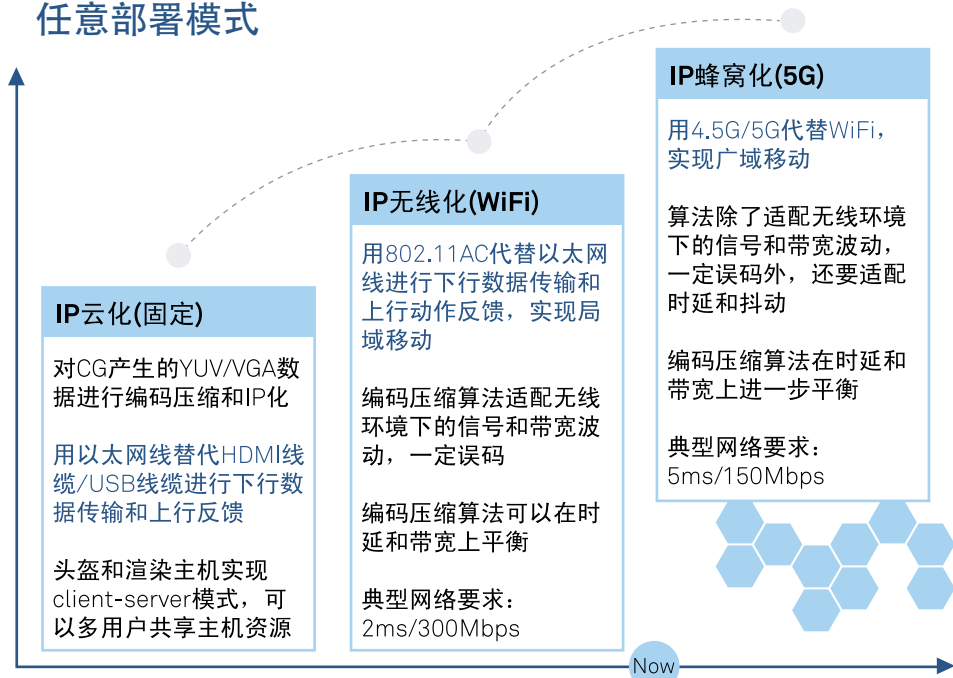 任意部署模式
IP云化(固定)
对CG产生的YUV/VGA数
据进行编码压缩和IP化
用以太网线替代HDMI线
缆/USB线缆进行下行数
据传输和上行反馈
头盔和渲染主机实现
client-server模式，可
以多用户共享主机资源
IP无线化(WiFi)
用802.11AC代替以太网
线进行下行数据传输和
上行动作反馈，实现局
域移动
编码压缩算法适配无线
环境下的信号和带宽波
动，一定误码
编码压缩算法可以在时
延和带宽上平衡
典型网络要求：
2ms/300Mbps
IP蜂窝化(5G)
用4.5G/5G代替WiFi，
实现广域移动
算法除了适配无线环境
下的信号和带宽波动，
一定误码外，还要适配
时延和抖动
编码压缩算法在时延和
带宽上进一步平衡
典型网络要求：
5ms/150Mbps
Now